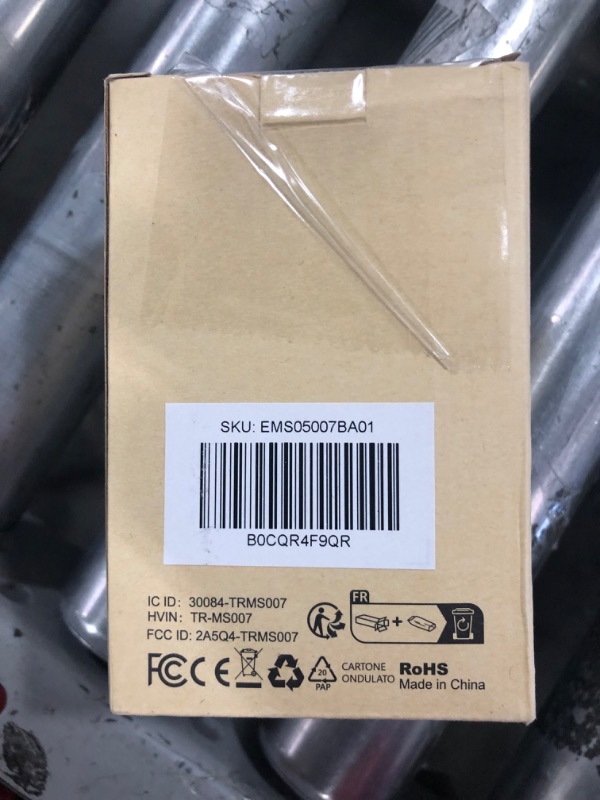 SKU: EMS05007BA01
B0CQR4F9QR
IC ID: 30084-TRMS007
HVIN: TR-MS007
FCC ID: 2A5Q4-TRMS007
FR
+
FC CE
20
PAP
CARTONE
ONDULATO
RoHS
Made in China